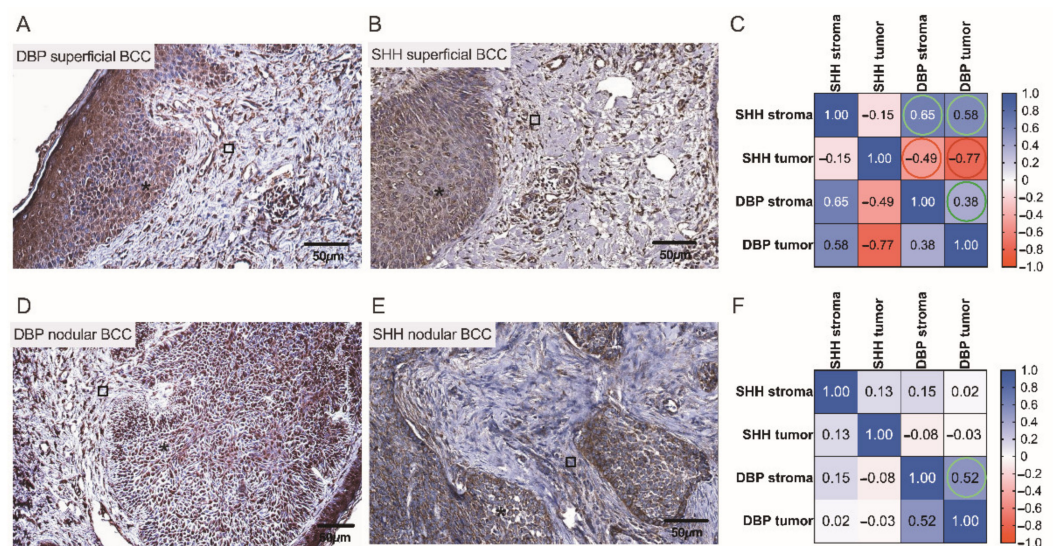 A
DBP superficial BCC
*
50µm
B
SHH superficial BCC
*
50µm
C
SHH stroma
SHH tumor
DBP stroma
DBP tumor
SHH stroma 1.00 −0.15 0.65 0.58
SHH tumor −0.15 1.00 −0.49 −0.77
DBP stroma 0.65 −0.49 1.00 0.38
DBP tumor 0.58 −0.77 0.38 1.00
1.0
0.8
0.6
0.4
0.2
0
−0.2
−0.4
−0.6
−0.8
−1.0
D
DBP nodular BCC
*
50µm
E
SHH nodular BCC
*
50µm
F
SHH stroma
SHH tumor
DBP stroma
DBP tumor
SHH stroma 1.00 0.13 0.15 0.02
SHH tumor 0.13 1.00 −0.08 −0.03
DBP stroma 0.15 −0.08 1.00 0.52
DBP tumor 0.02 −0.03 0.52 1.00
1.0
0.8
0.6
0.4
0.2
0
−0.2
−0.4
−0.6
−0.8
−1.0